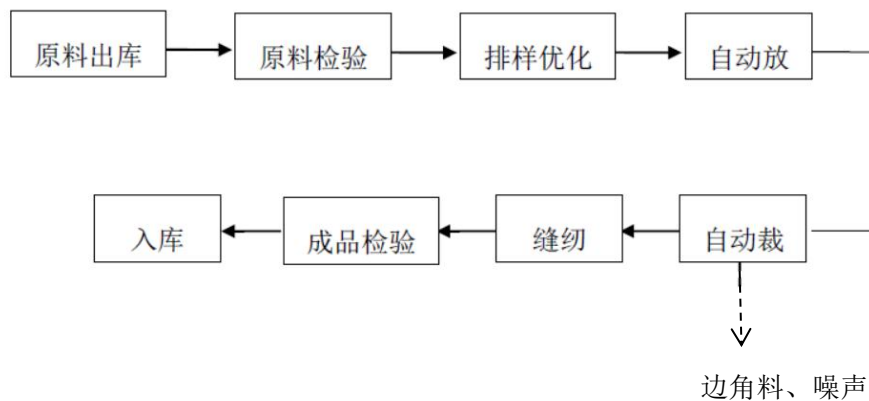 原料出库
原料检验
排样优化
自动放
入库
成品检验
缝纫
自动裁
边角料、噪声